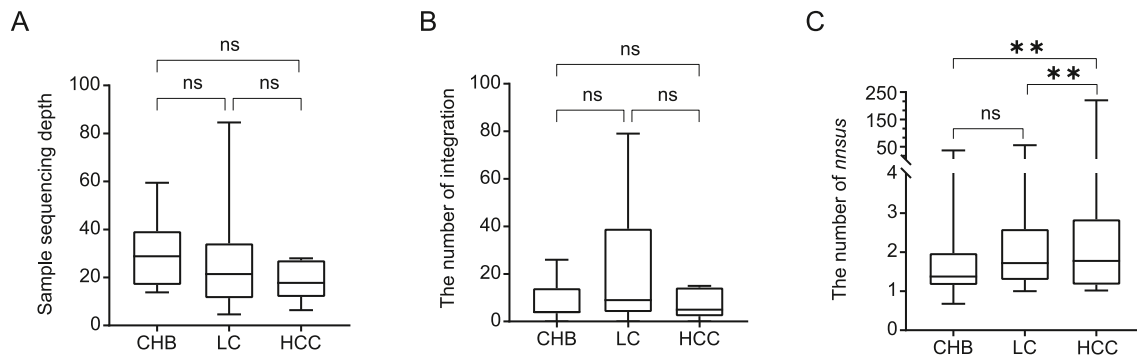 A
Sample sequencing depth
100
80
60
40
20
0
ns
ns
ns
CHB
LC
HCC
B
The number of integration
100
80
60
40
20
0
ns
ns
ns
CHB
LC
HCC
C
The number of nnsus
250
150
50
4
3
2
1
0
**
**
ns
CHB
LC
HCC